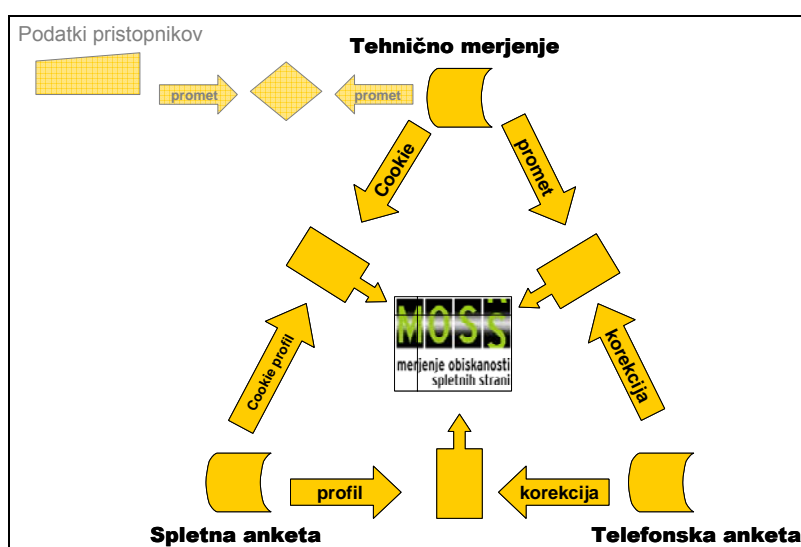 Podatki pristopnikov
Tehnično merjenje
promet
promet
Cookie
promet
MOSS
merjenje obiskanosti
spletnih strani
Cookie profil
korekcija
profil
korekcija
Spletna anketa
Telefonska anketa